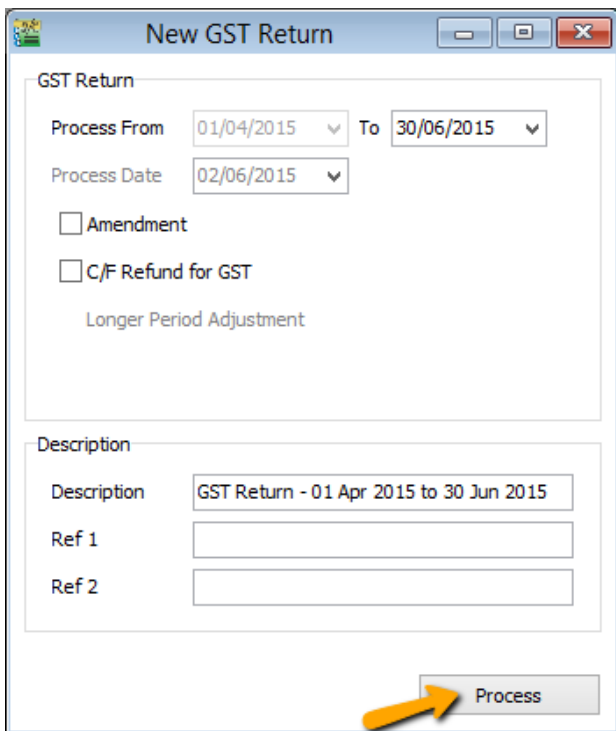 New GST Return
GST Return
Process From 01/04/2015 To 30/06/2015
Process Date 02/06/2015
Amendment
C/F Refund for GST
Longer Period Adjustment
Description
Description GST Return - 01 Apr 2015 to 30 Jun 2015
Ref 1
Ref 2
Process